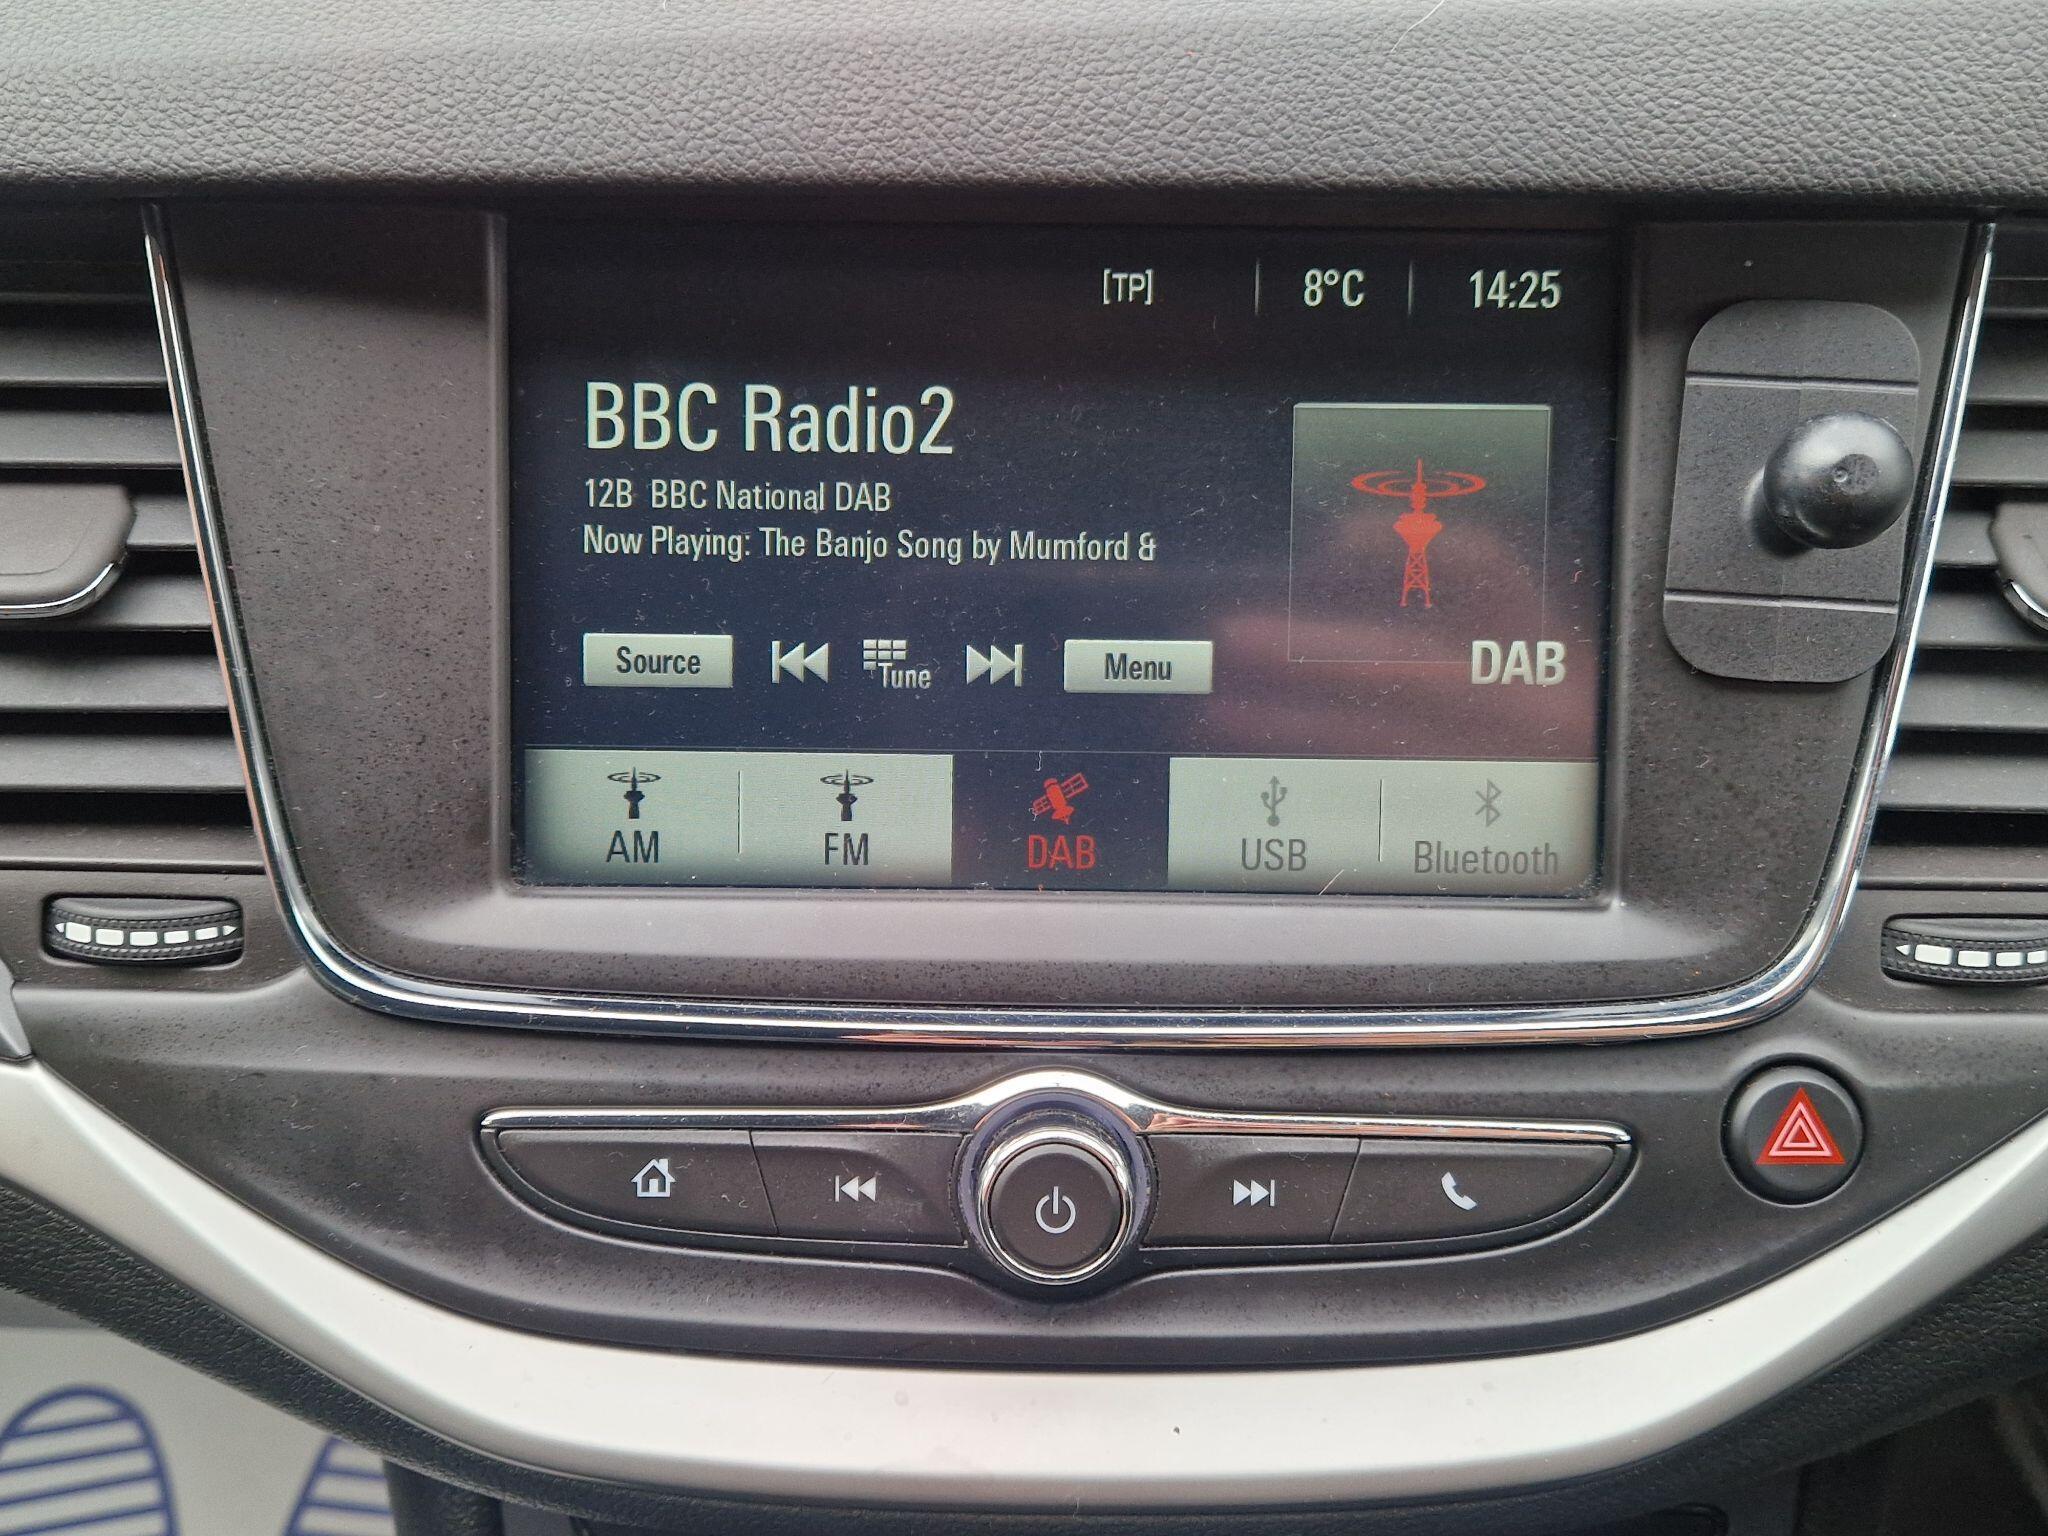 [TP] 8°C 14:25
BBC Radio2
12B BBC National DAB
Now Playing: The Banjo Song by Mumford &
Source Tune Menu
DAB
AM FM DAB USB Bluetooth